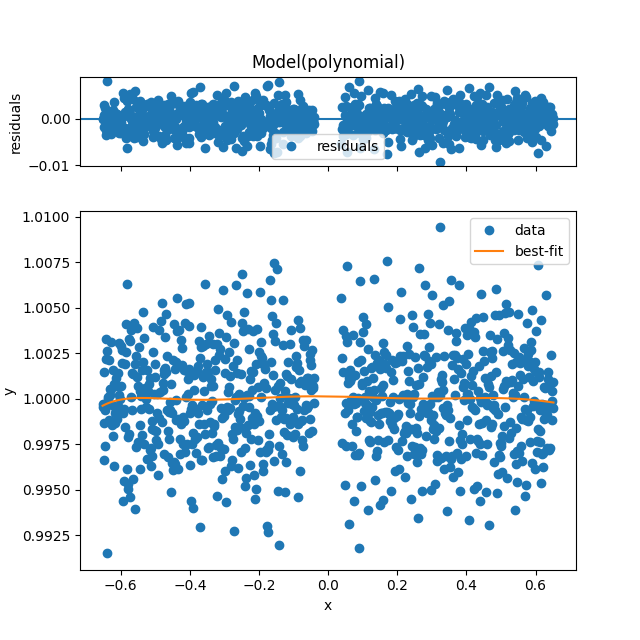 Model(polynomial)
residuals
0.00
−0.01
residuals
1.0100
1.0075
1.0050
1.0025
1.0000
0.9975
0.9950
0.9925
y
data
best-fit
−0.6
−0.4
−0.2
0.0
0.2
0.4
0.6
x